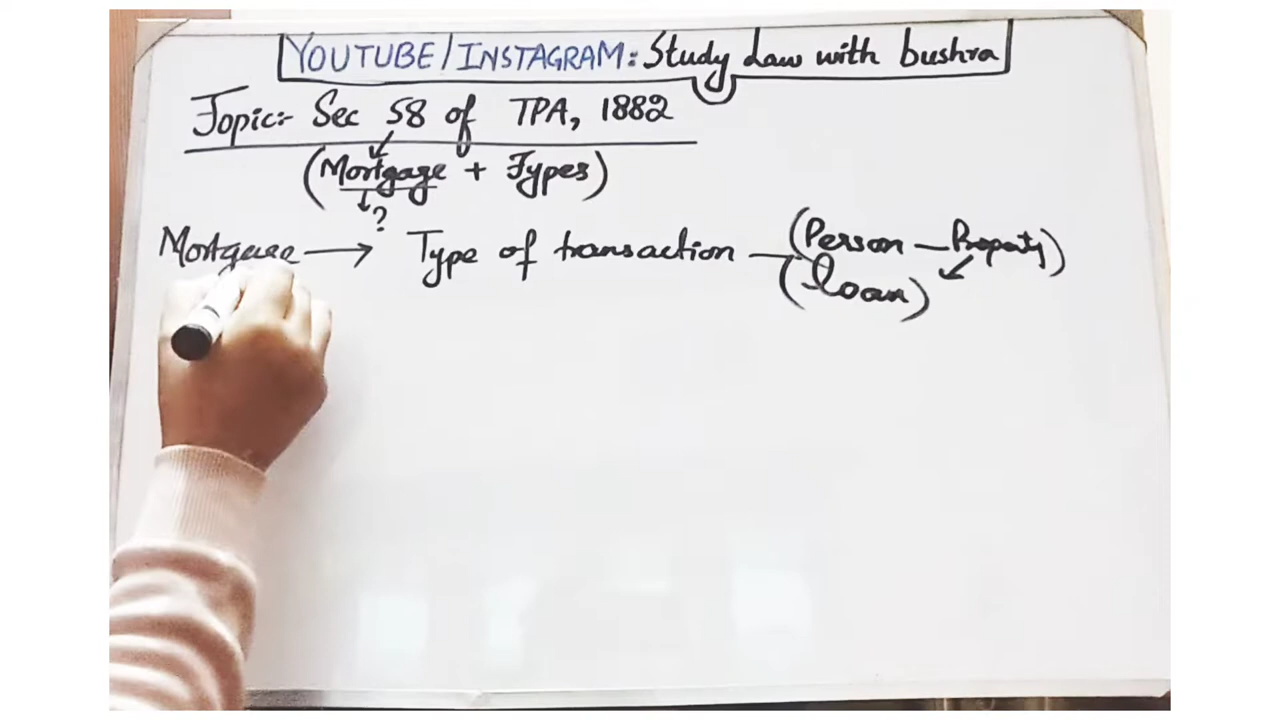 YOUTUBE/INSTAGRAM: Study Law with bushra
Topic:- Sec 58 of TPA, 1882
(Mortgage + Types)
?
Mortgage → Type of transaction — (Person — Property)
(loan)